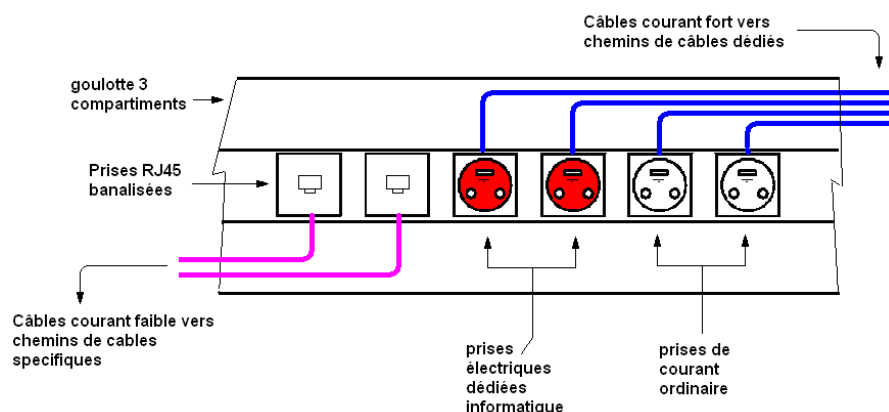 Câbles courant fort vers
chemins de câbles dédiés
goulotte 3
compartiments
Prises RJ45
banalisées
Câbles courant faible vers
chemins de cables
specifiques
prises
électriques
dédiées
informatique
prises de
courant
ordinaire